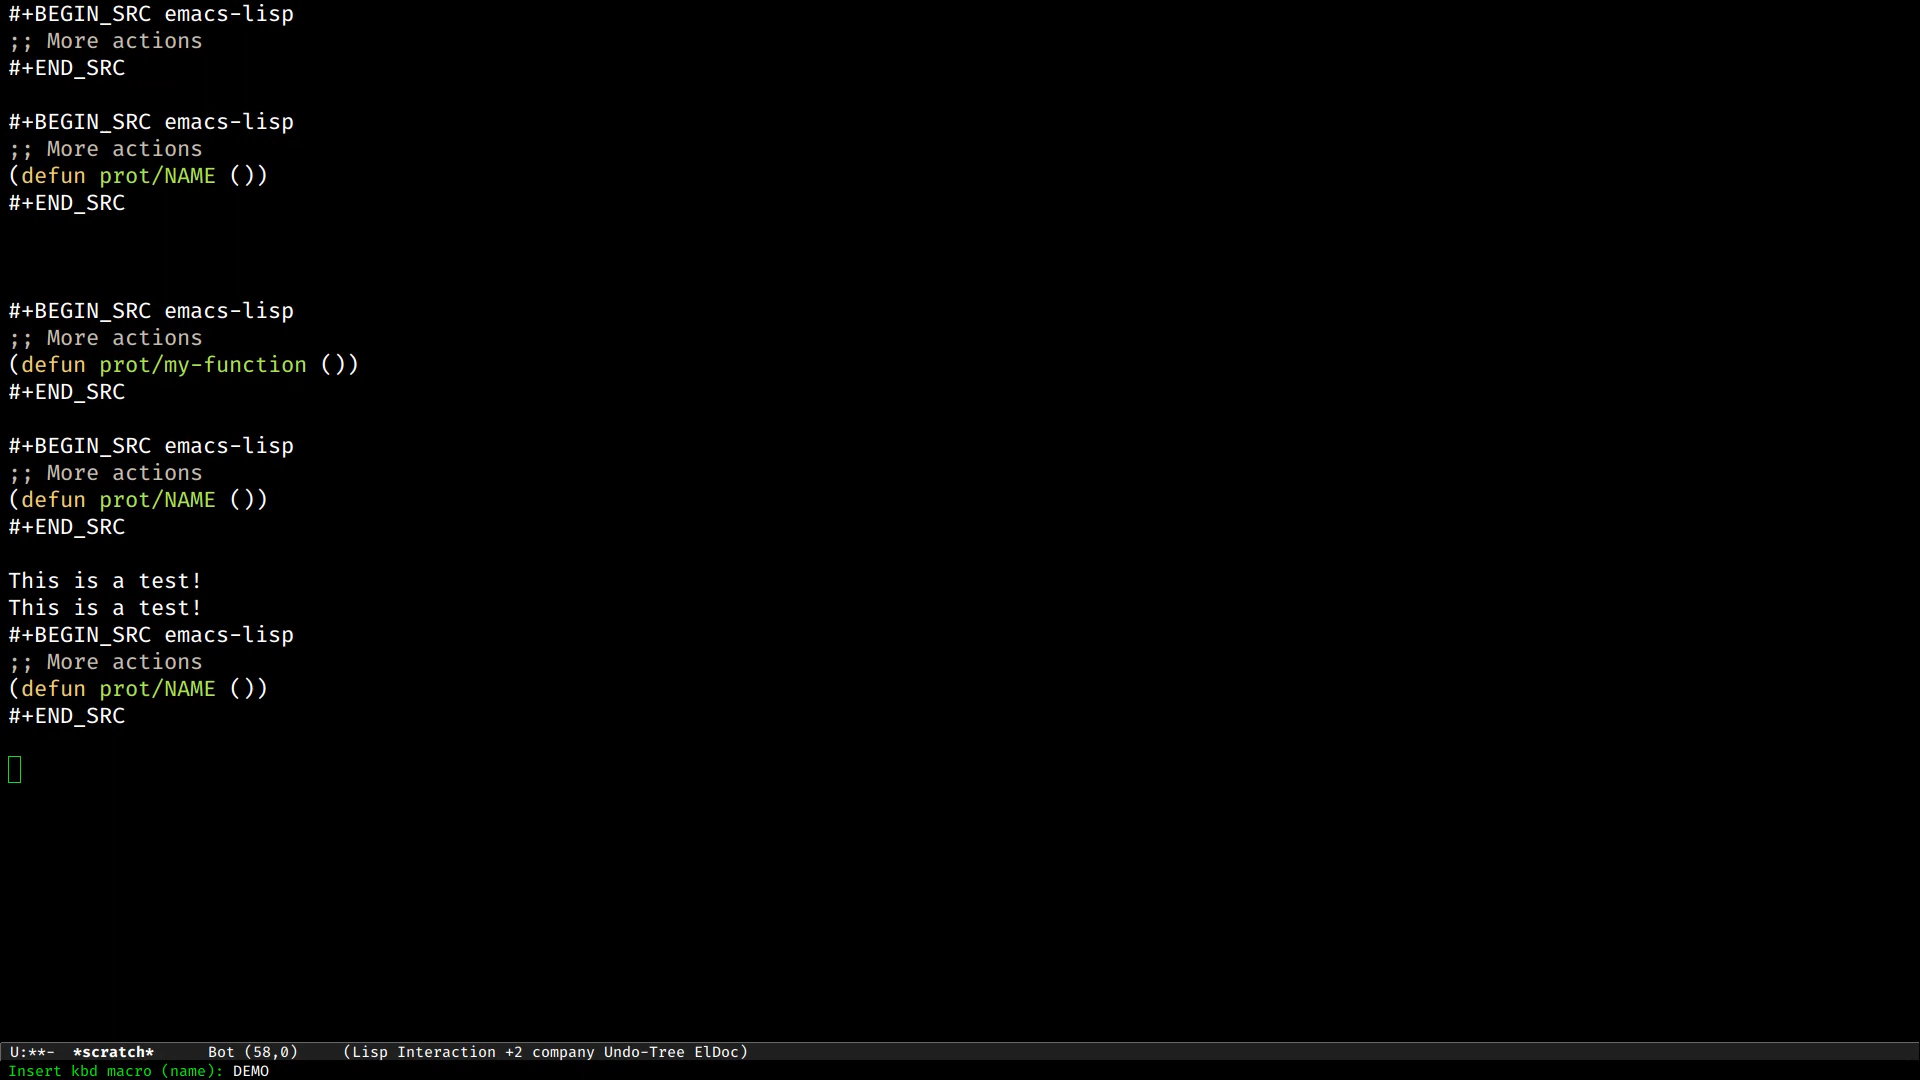 #+BEGIN_SRC emacs-lisp
;; More actions
#+END_SRC
#+BEGIN_SRC emacs-lisp
;; More actions
(defun prot/NAME ())
#+END_SRC
#+BEGIN_SRC emacs-lisp
;; More actions
(defun prot/my-function ())
#+END_SRC
#+BEGIN_SRC emacs-lisp
;; More actions
(defun prot/NAME ())
#+END_SRC
This is a test!
This is a test!
#+BEGIN_SRC emacs-lisp
;; More actions
(defun prot/NAME ())
#+END_SRC
U:**-  *scratch*      Bot (58,0)     (Lisp Interaction +2 company Undo-Tree ElDoc)
Insert kbd macro (name): DEMO